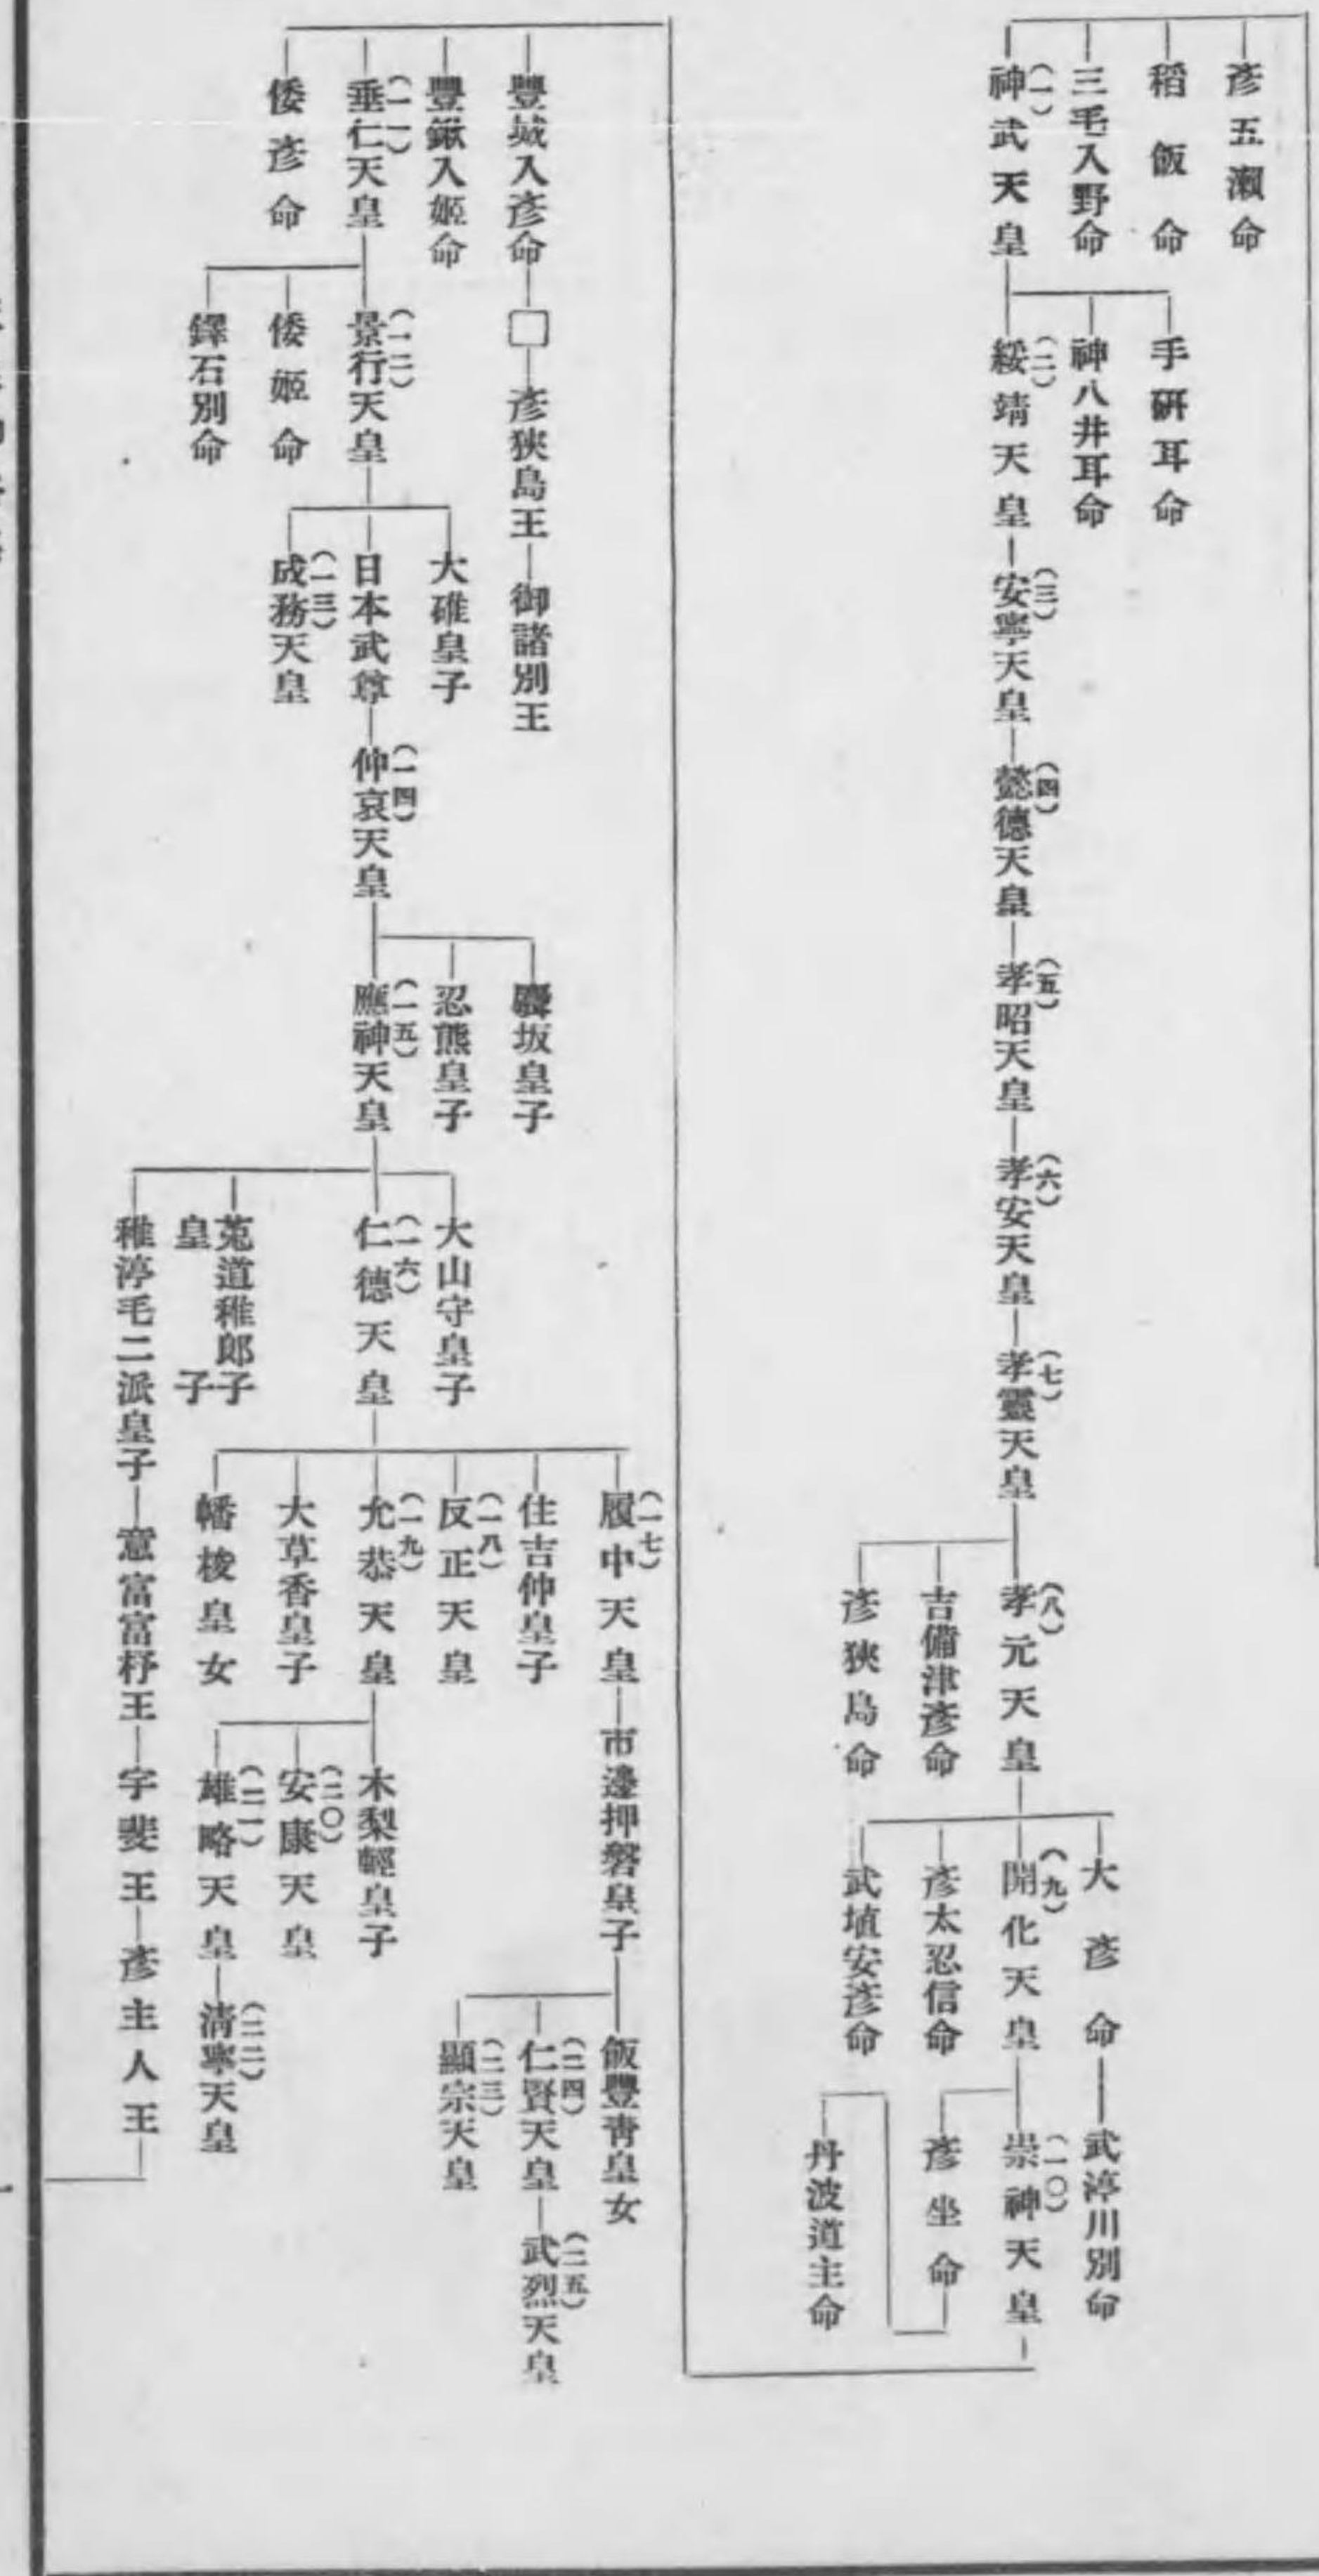 彥五瀨命
稻飯命
三毛入野命
(一)神武天皇
手硏耳命
神八井耳命
(二)綏靖天皇
(三)安寧天皇
(四)懿德天皇
(五)孝昭天皇
(六)孝安天皇
(七)孝靈天皇
(八)孝元天皇
吉備津彥命
彥狹島命
大彥命
武渟川別命
(九)開化天皇
彥太忍信命
武埴安彥命
(一〇)崇神天皇
彥坐命
丹波道主命
豐城入彥命
□
彥狹島王
御諸別王
豐鍬入姬命
(一一)垂仁天皇
倭彥命
(一二)景行天皇
倭姬命
鐸石別命
大碓皇子
日本武尊
(一三)成務天皇
(一四)仲哀天皇
麛坂皇子
忍熊皇子
(一五)應神天皇
大山守皇子
(一六)仁德天皇
菟道稚郞子
皇子
稚渟毛二派皇子
意富富杼王
宇斐王
彥主人王
(一七)履中天皇
市邊押磐皇子
住吉仲皇子
(一八)反正天皇
(一九)允恭天皇
大草香皇子
幡梭皇女
飯豐靑皇女
(二四)仁賢天皇
(二五)武烈天皇
(二三)顯宗天皇
木梨輕皇子
(二〇)安康天皇
(二一)雄略天皇
(二二)淸寧天皇